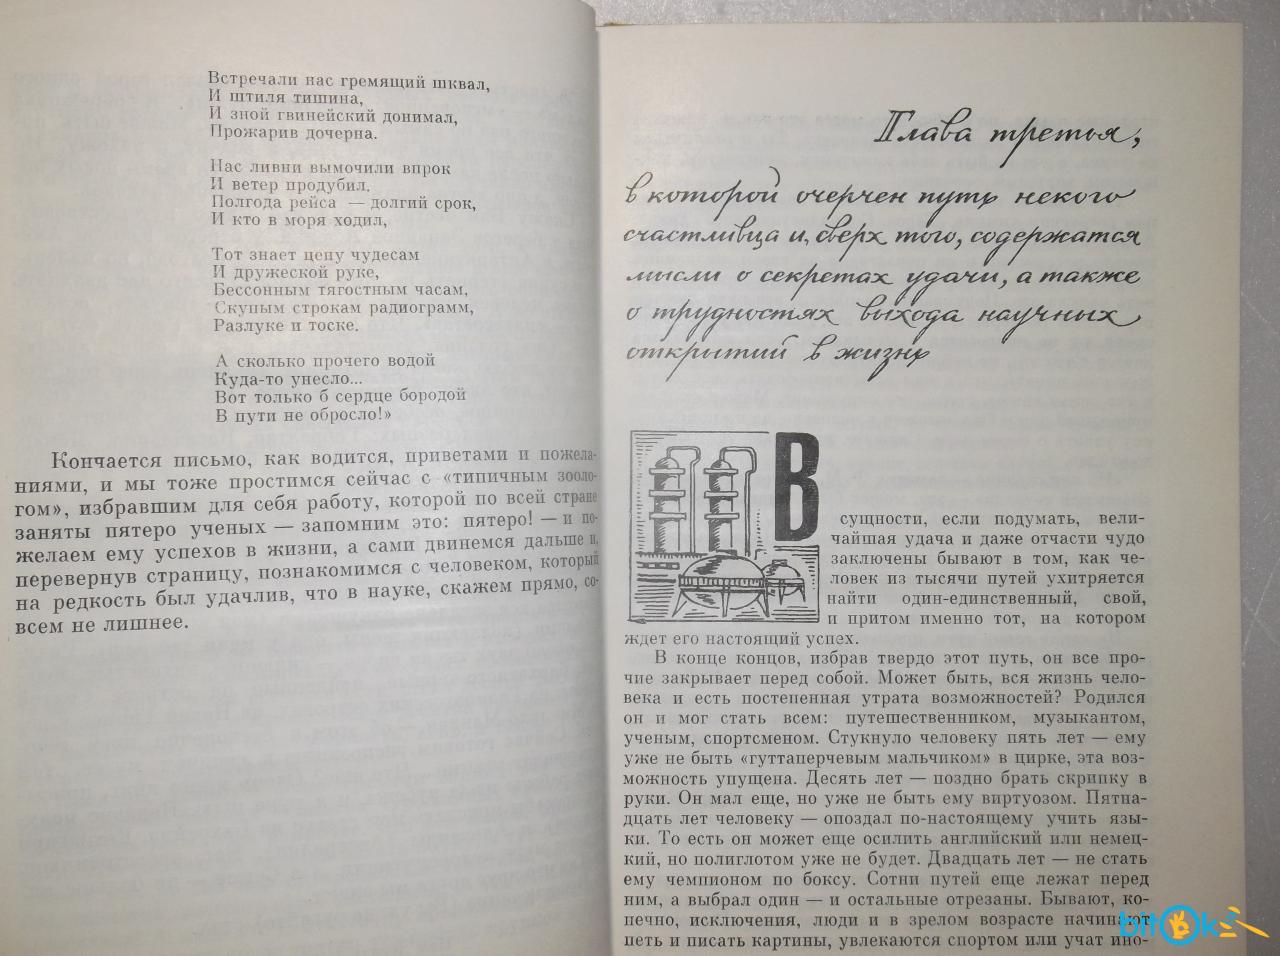 Встречали нас гремящий шквал,
И штиля тишина,
И зной гвинейский донимал,
Прожарив дочерна.
Нас ливни вымочили впрок
И ветер продубил.
Полгода рейса — долгий срок,
И кто в моря ходил,
Тот знает цену чудесам
И дружеской руке,
Бессонным тягостным часам,
Скупым строкам радиограмм,
Разлуке и тоске.
А сколько прочего водой
Куда-то унесло...
Вот только б сердце бородой
В пути не обросло!»
Кончается письмо, как водится, приветами и пожела-
ниями, и мы тоже простимся сейчас с «типичным зооло-
гом», избравшим для себя работу, которой по всей стране
заняты пятеро ученых — запомним это: пятеро! — и по-
желаем ему успехов в жизни, а сами двинемся дальше и,
перевернув страницу, познакомимся с человеком, который
на редкость был удачлив, что в науке, скажем прямо, со-
всем не лишнее.
Глава третья,
в которой очерчен путь некого
счастливца и, сверх того, содержатся
мысли о секретах удачи, а также
о трудностях выхода научных
открытий в жизнь
В
сущности, если подумать, вели-
чайшая удача и даже отчасти чудо
заключены бывают в том, как че-
ловек из тысячи путей ухитряется
найти один-единственный, свой,
и притом именно тот, на котором
ждет его настоящий успех.
В конце концов, избрав твердо этот путь, он все про-
чие закрывает перед собой. Может быть, вся жизнь чело-
века и есть постепенная утрата возможностей? Родился
он и мог стать всем: путешественником, музыкантом,
ученым, спортсменом. Стукнуло человеку пять лет — ему
уже не быть «гуттаперчевым мальчиком» в цирке, эта воз-
можность упущена. Десять лет — поздно брать скрипку в
руки. Он мал еще, но уже не быть ему виртуозом. Пятна-
дцать лет человеку — опоздал по-настоящему учить язы-
ки. То есть он может еще осилить английский или немец-
кий, но полиглотом уже не будет. Двадцать лет — не стать
ему чемпионом по боксу. Сотни путей еще лежат перед
ним, а выбрал один — и остальные отрезаны. Бывают, ко-
нечно, исключения, люди и в зрелом возрасте начинают
петь и писать картины, увлекаются спортом или учат ино-